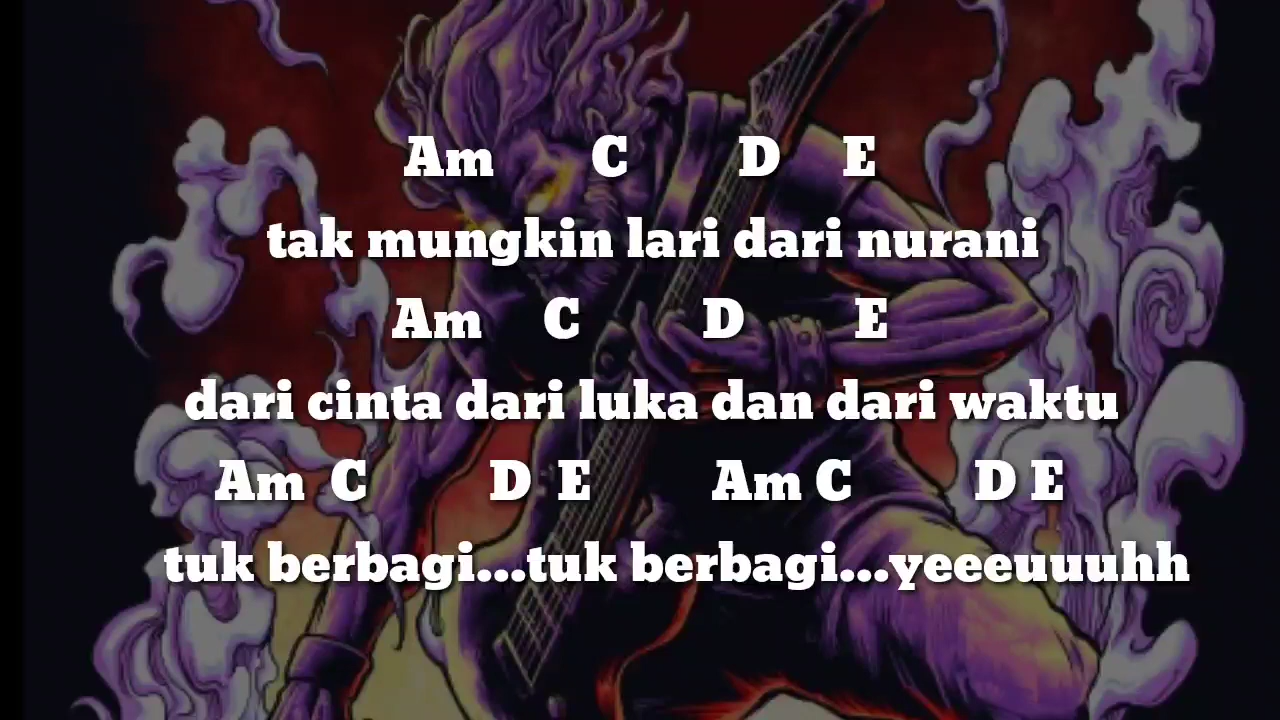 Am C D E
tak mungkin lari dari nurani
Am C D E
dari cinta dari luka dan dari waktu
Am C D E Am C D E
tuk berbagi...tuk berbagi...yeeeuuuhh